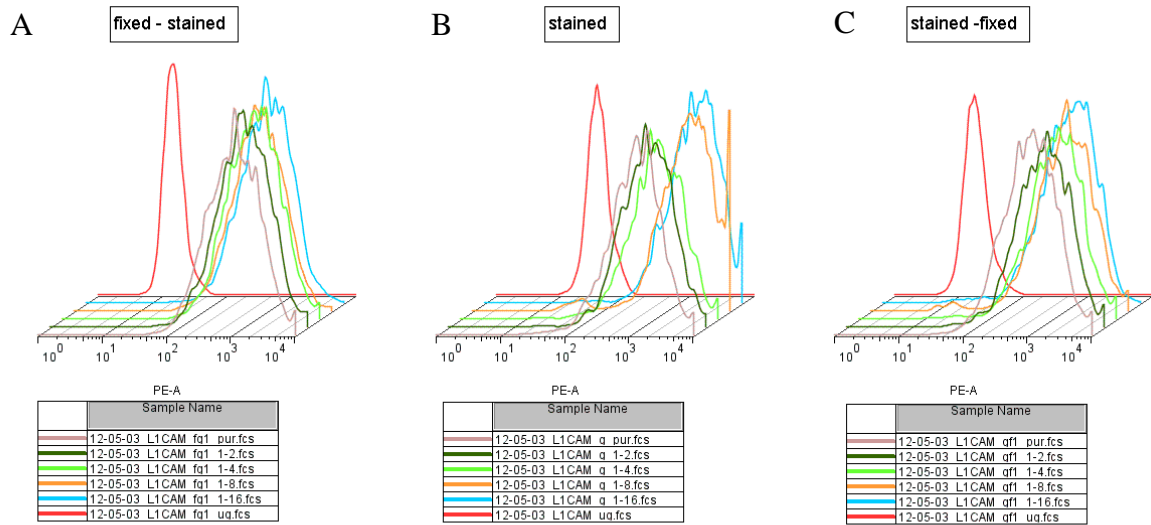 A
fixed - stained
B
stained
C
stained -fixed
10^0 10^1 10^2 10^3 10^4
PE-A
Sample Name
12-05-03 L1CAM fg1 pur.fcs
12-05-03 L1CAM fg1 1-2.fcs
12-05-03 L1CAM fg1 1-4.fcs
12-05-03 L1CAM fg1 1-8.fcs
12-05-03 L1CAM fg1 1-16.fcs
12-05-03 L1CAM fg1 ug.fcs
10^0 10^1 10^2 10^3 10^4
PE-A
Sample Name
12-05-03 L1CAM g pur.fcs
12-05-03 L1CAM g 1-2.fcs
12-05-03 L1CAM g 1-4.fcs
12-05-03 L1CAM g 1-8.fcs
12-05-03 L1CAM g 1-16.fcs
12-05-03 L1CAM ug.fcs
10^0 10^1 10^2 10^3 10^4
PE-A
Sample Name
12-05-03 L1CAM gf1 pur.fcs
12-05-03 L1CAM gf1 1-2.fcs
12-05-03 L1CAM gf1 1-4.fcs
12-05-03 L1CAM gf1 1-8.fcs
12-05-03 L1CAM gf1 1-16.fcs
12-05-03 L1CAM gf1 ug.fcs